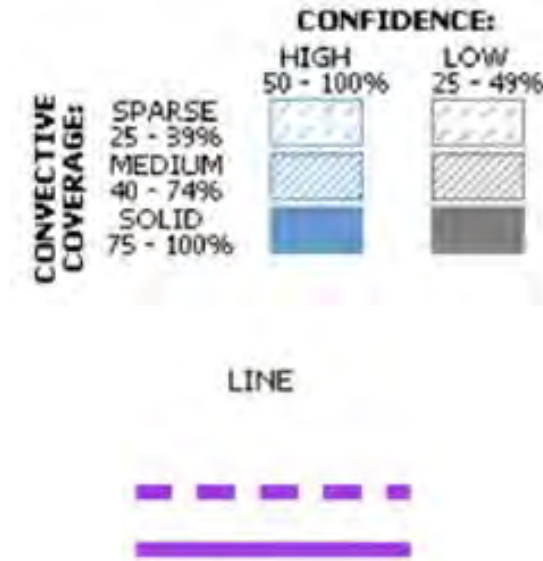 CONFIDENCE:
HIGH LOW
50 - 100% 25 - 49%
CONVECTIVE
COVERAGE:
SPARSE
25 - 39%
MEDIUM
40 - 74%
SOLID
75 - 100%
LINE